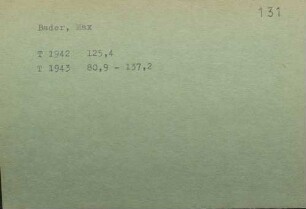 131
Bader, Max
T 1942 125,4
T 1943 80,9 - 137,2